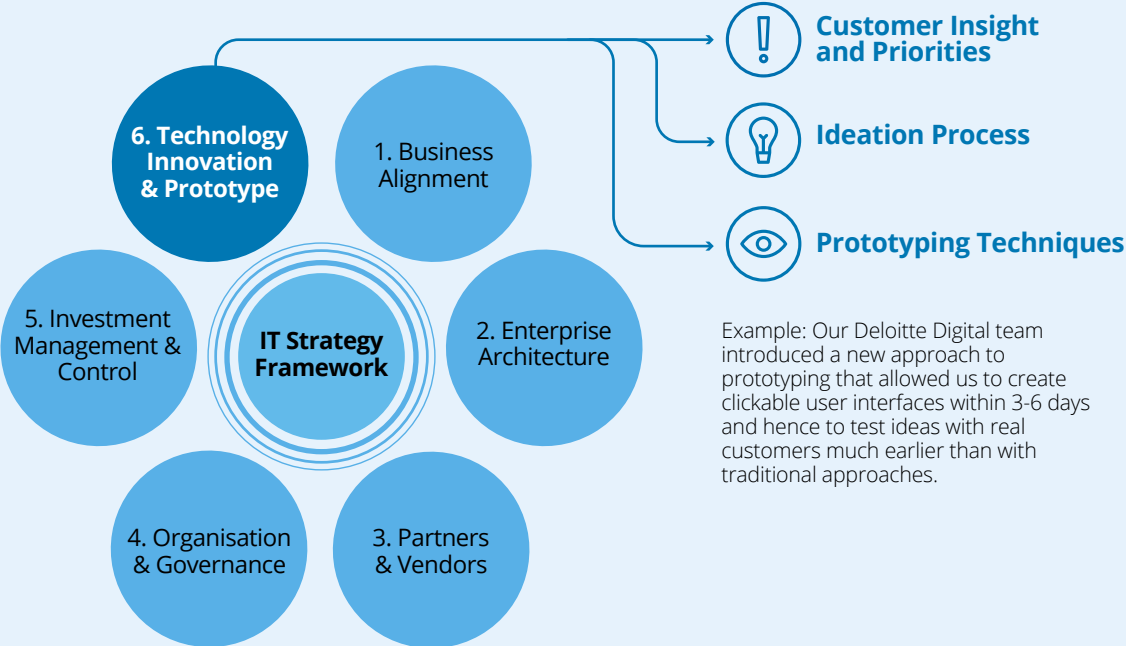 Customer Insight
and Priorities
Ideation Process
Prototyping Techniques
6. Technology
Innovation
& Prototype
1. Business
Alignment
2. Enterprise
Architecture
3. Partners
& Vendors
4. Organisation
& Governance
5. Investment
Management &
Control
IT Strategy
Framework
Example: Our Deloitte Digital team
introduced a new approach to
prototyping that allowed us to create
clickable user interfaces within 3-6 days
and hence to test ideas with real
customers much earlier than with
traditional approaches.